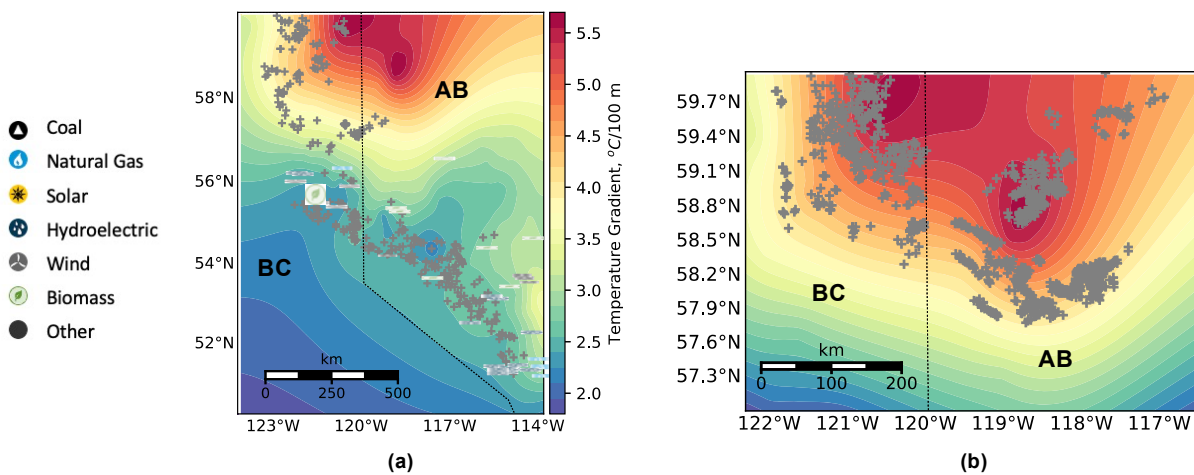 Coal
Natural Gas
Solar
Hydroelectric
Wind
Biomass
Other
58°N
56°N
54°N
52°N
AB
BC
km
0 250 500
123°W 120°W 117°W 114°W
(a)
5.5
5.0
4.5
4.0
3.5
3.0
2.5
2.0
Temperature Gradient, °C/100 m
59.7°N
59.4°N
59.1°N
58.8°N
58.5°N
58.2°N
57.9°N
57.6°N
57.3°N
BC
AB
km
0 100 200
122°W 121°W 120°W 119°W 118°W 117°W
(b)